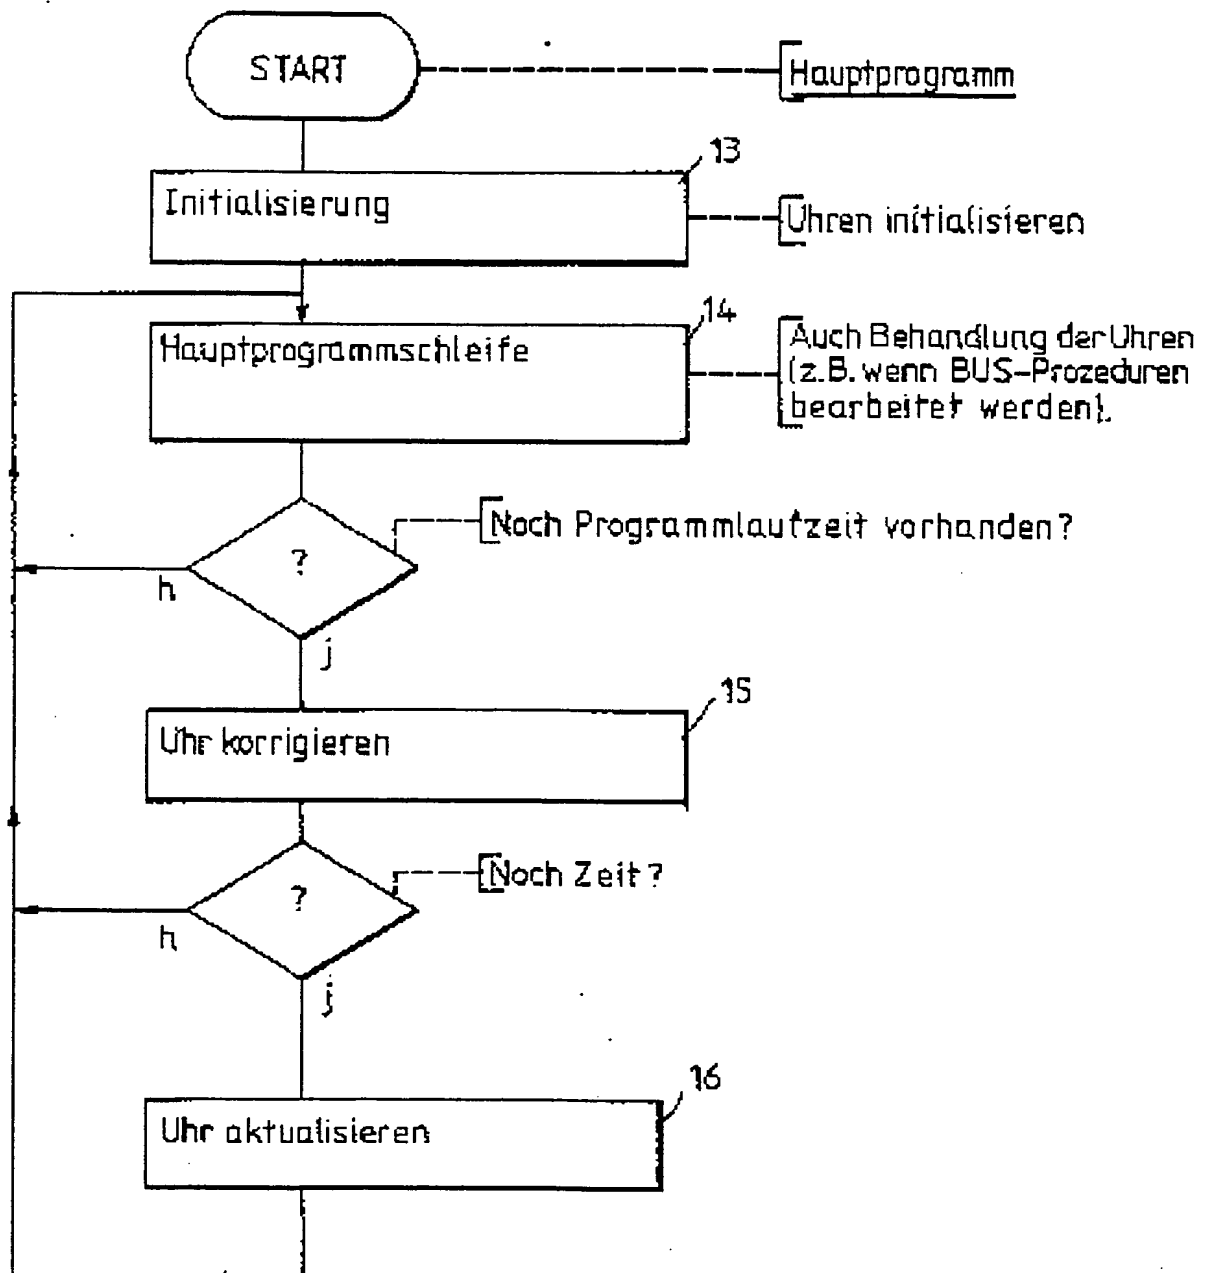 START
Hauptprogramm
13
Initialisierung
Uhren initialisieren
14
Hauptprogrammschleife
Auch Behandlung der Uhren
(z.B. wenn BUS-Prozeduren
bearbeitet werden).
Noch Programmlaufzeit vorhanden?
?
n
j
15
Uhr korrigieren
Noch Zeit?
?
n
j
16
Uhr aktualisieren